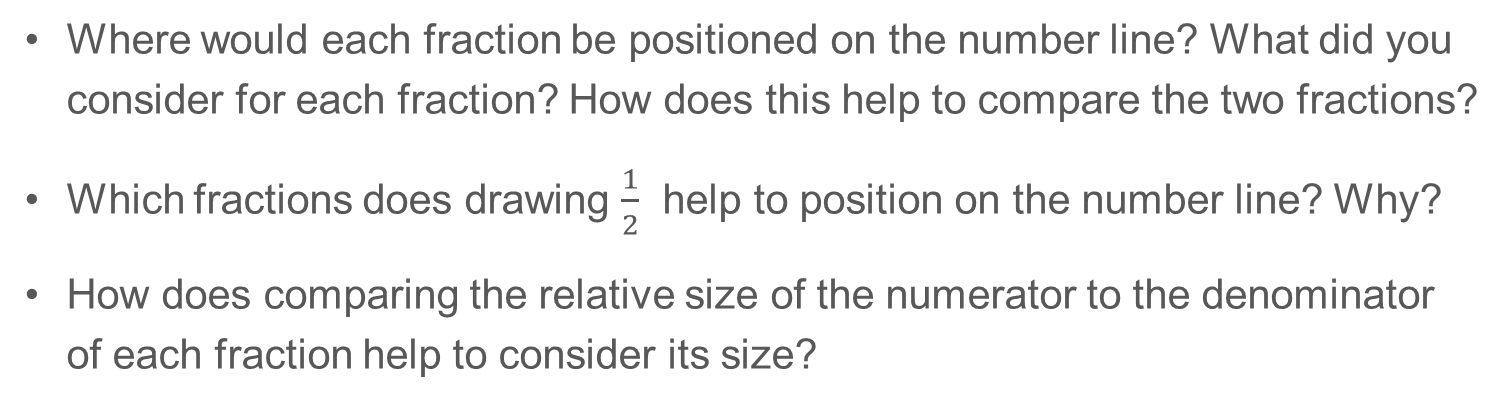 • Where would each fraction be positioned on the number line? What did you
consider for each fraction? How does this help to compare the two fractions?
• Which fractions does drawing 1/2 help to position on the number line? Why?
• How does comparing the relative size of the numerator to the denominator
of each fraction help to consider its size?